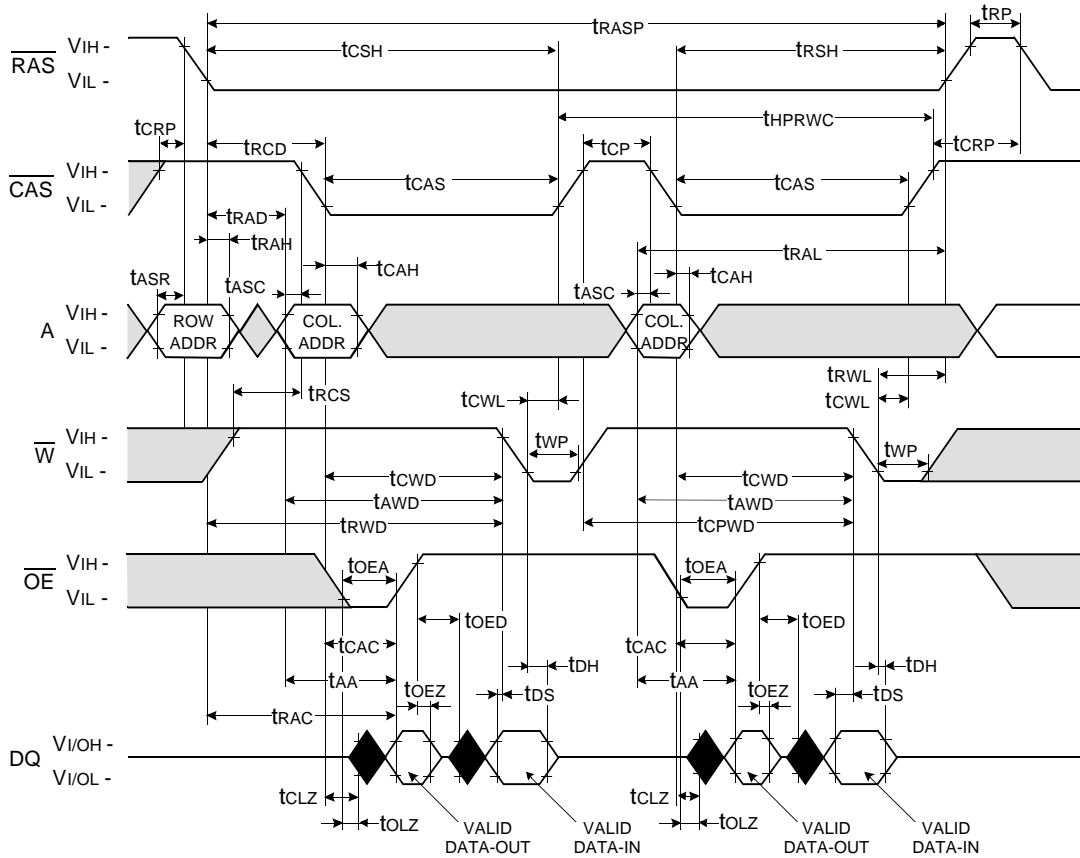 tRASP
tRP
tCSH
tRSH
RAS
VIH -
VIL -
tHPRWC
tCRP
tRCD
tCP
tCRP
CAS
VIH -
VIL -
tCAS
tCAS
tRAD
tRAH
tCAH
tRAL
tCAH
tASR
tASC
tASC
A
VIH -
VIL -
ROW
ADDR
COL.
ADDR
COL.
ADDR
tRCS
tRWL
tCWL
tCWL
W
VIH -
VIL -
tWP
tWP
tCWD
tCWD
tAWD
tAWD
tRWD
tCPWD
OE
VIH -
VIL -
tOEA
tOEA
tOED
tOED
tCAC
tCAC
tDH
tDH
tAA
tAA
tOEZ
tDS
tOEZ
tDS
tRAC
DQ
VI/OH -
VI/OL -
tCLZ
tCLZ
tOLZ
tOLZ
VALID
DATA-OUT
VALID
DATA-IN
VALID
DATA-OUT
VALID
DATA-IN